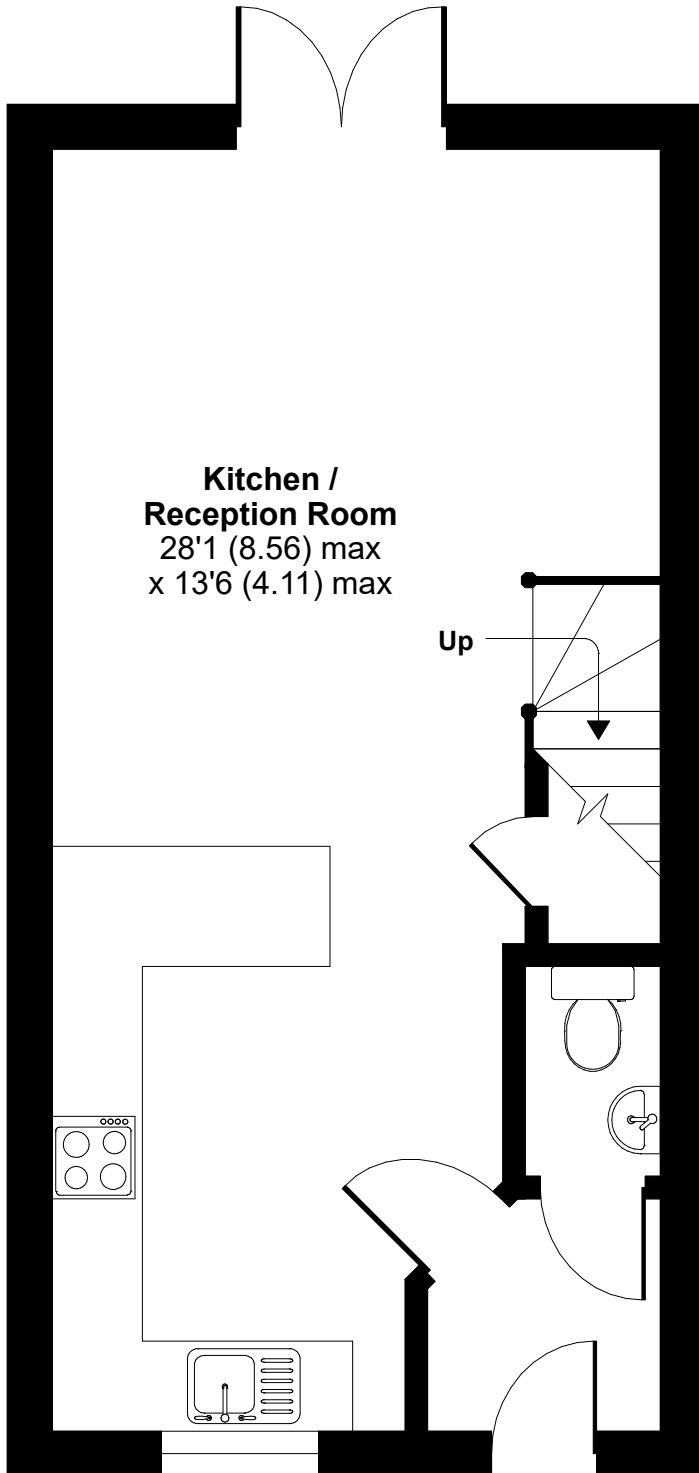 Kitchen /
Reception Room
28'1 (8.56) max
x 13'6 (4.11) max
Up